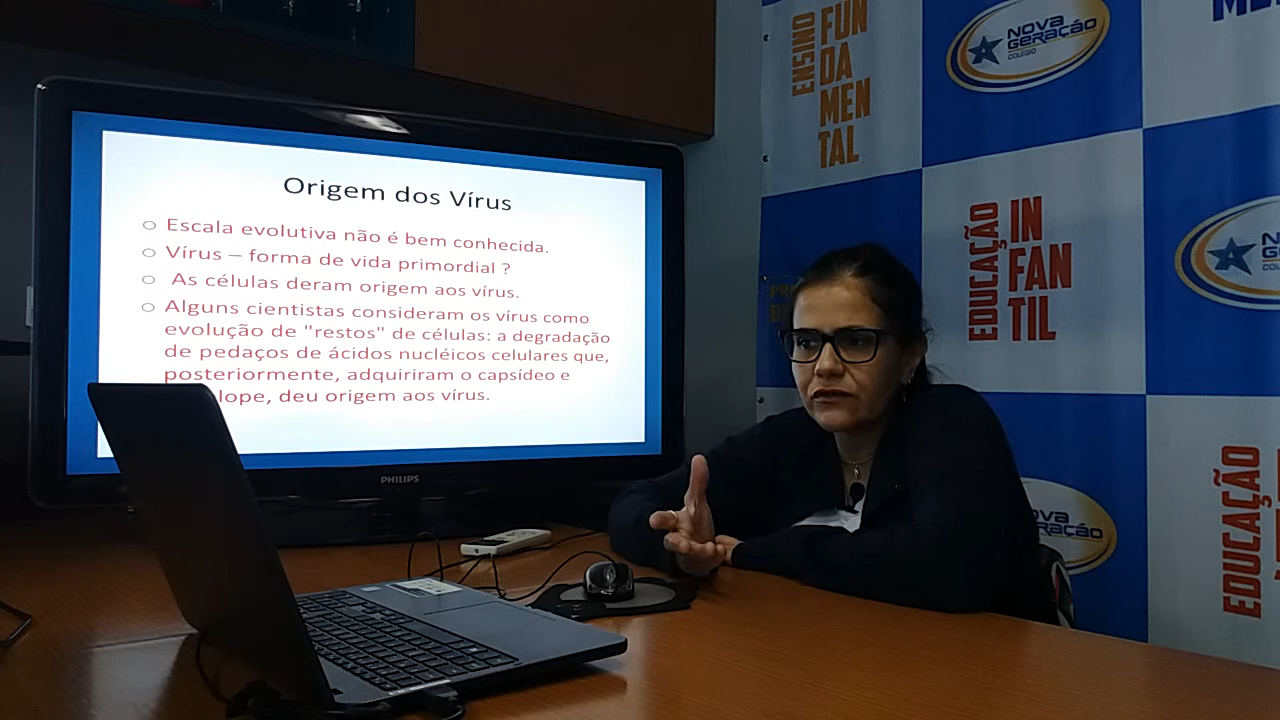 Origem dos Vírus
Escala evolutiva não é bem conhecida.
Vírus – forma de vida primordial ?
As células deram origem aos vírus.
Alguns cientistas consideram os vírus como
evolução de "restos" de células: a degradação
de pedaços de ácidos nucléicos celulares que,
posteriormente, adquiriram o capsídeo e
lope, deu origem aos vírus.
PHILIPS
ENSINO
FUN
DA
MEN
TAL
NOVA
GERAÇÃO
COLÉGIO
EDUCAÇÃO
IN
FAN
TIL
EDUCAÇÃO